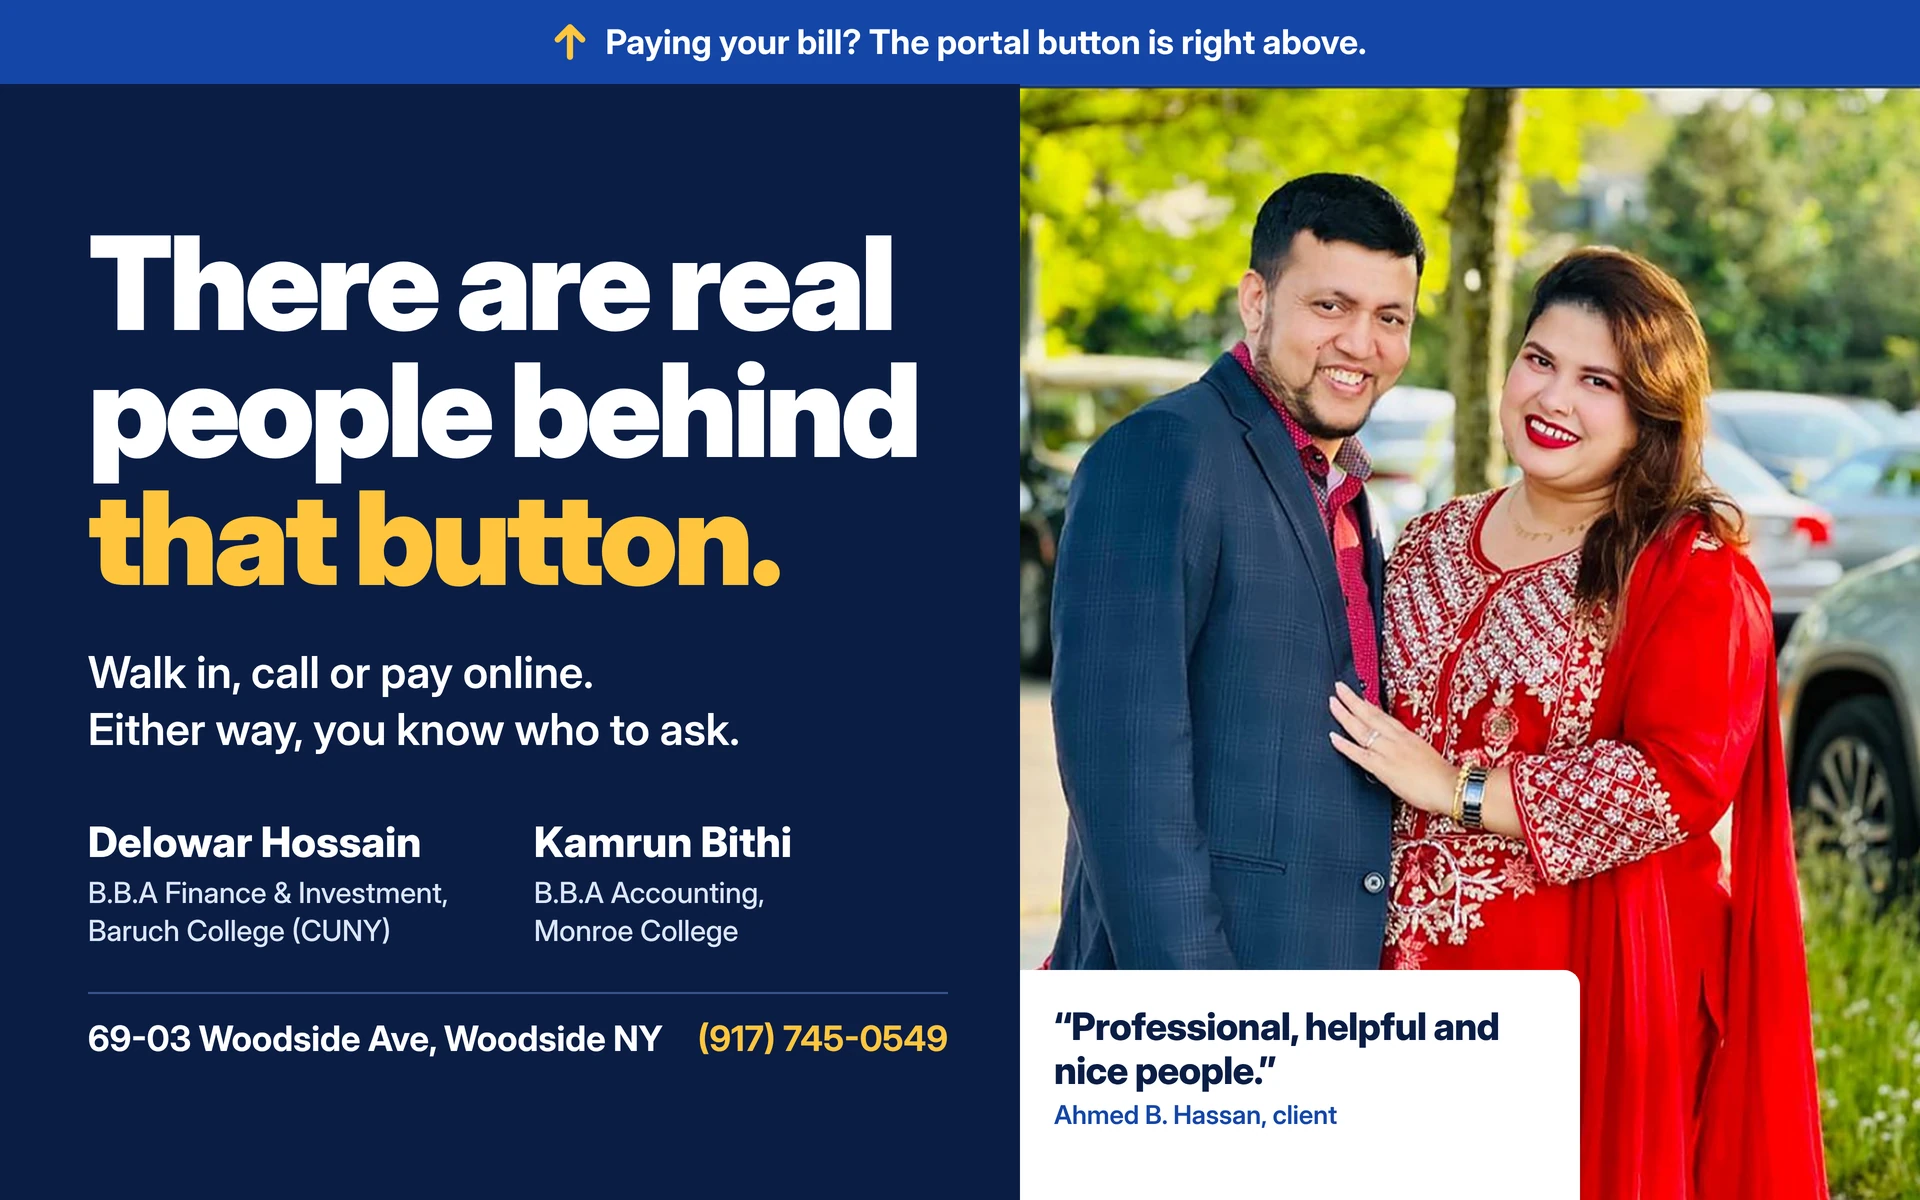 Paying your bill? The portal button is right above.
There are real
people behind
that button.
Walk in, call or pay online.
Either way, you know who to ask.
Delowar Hossain
B.B.A Finance & Investment,
Baruch College (CUNY)
Kamrun Bithi
B.B.A Accounting,
Monroe College
69-03 Woodside Ave, Woodside NY (917) 745-0549
“Professional, helpful and
nice people.”
Ahmed B. Hassan, client